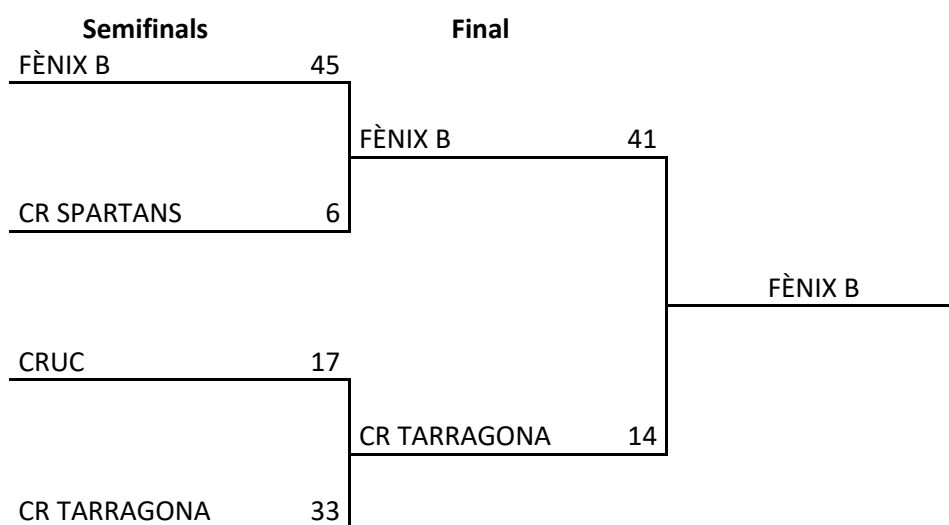 Semifinals Final
FÈNIX B 45
FÈNIX B 41
CR SPARTANS 6
FÈNIX B
CRUC 17
CR TARRAGONA 14
CR TARRAGONA 33